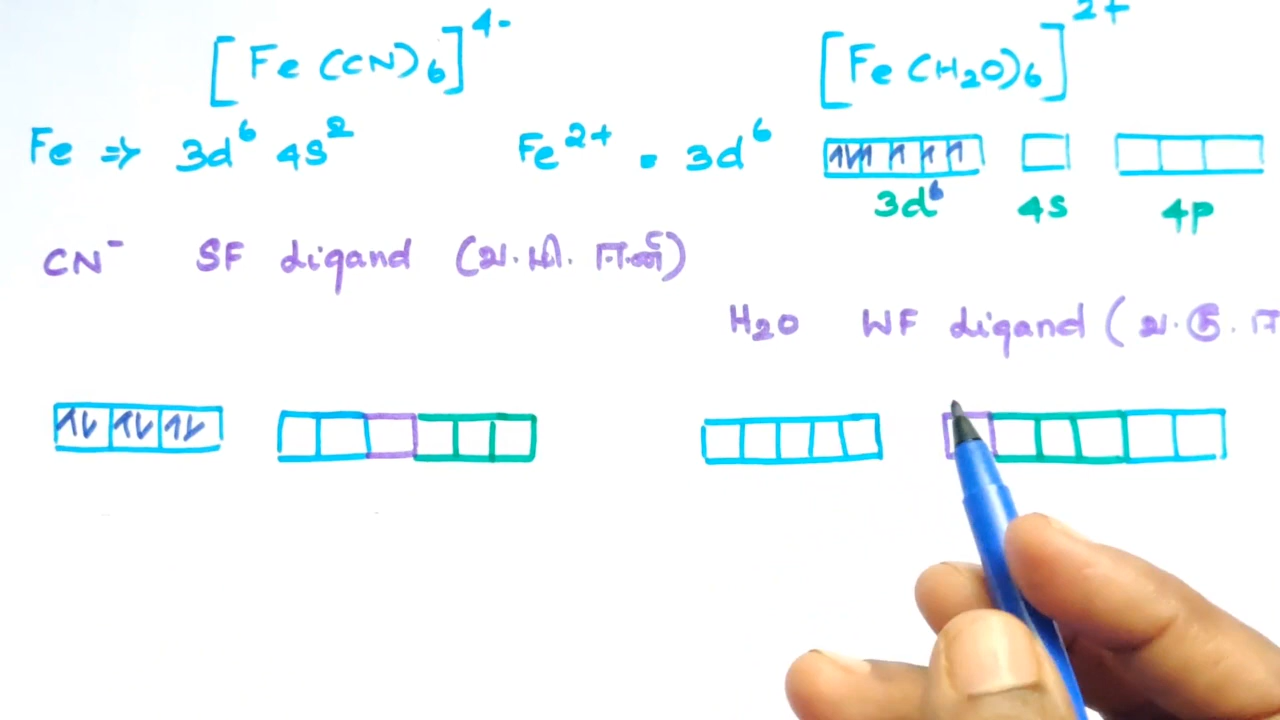 [Fe(CN)₆]⁴⁻ [Fe(H₂O)₆]²⁺
Fe ⇒ 3d⁶ 4s² Fe²⁺ = 3d⁶ ↑↓ ↑ ↑ ↑ ↑
3d⁶ 4s 4p
CN⁻ SF Ligand
H₂O WF Ligand
↑↓ ↑↓ ↑↓